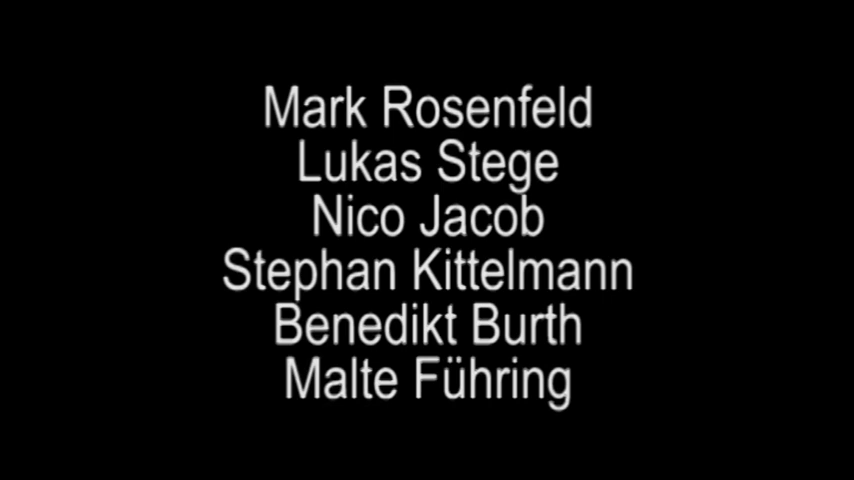 Mark Rosenfeld
Lukas Stege
Nico Jacob
Stephan Kittelmann
Benedikt Burth
Malte Führing